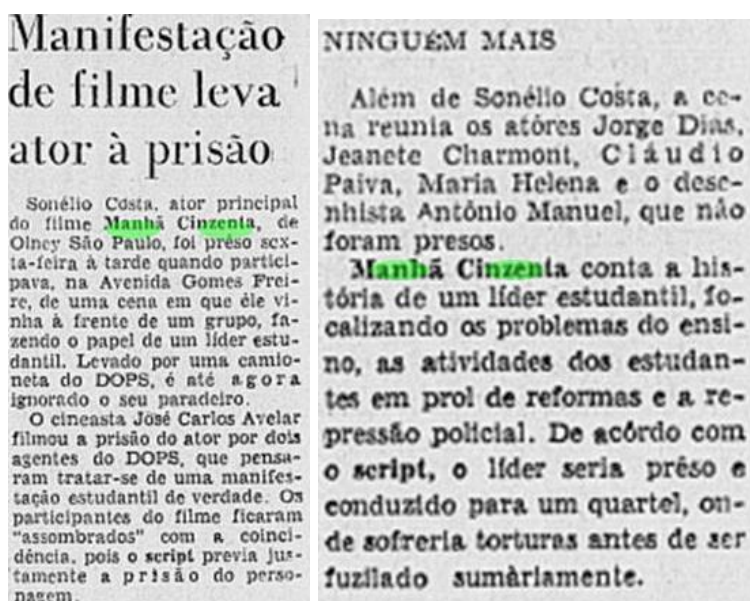 Manifestação
de filme leva
ator à prisão
Sonélio Costa, ator principal
do filme Manhã Cinzenta, de
Olney São Paulo, foi prêso sex-
ta-feira à tarde quando partici-
pava, na Avenida Gomes Frei-
re, de uma cena em que êle vi-
nha à frente de um grupo, fa-
zendo o papel de um líder estu-
dantil. Levado por uma camio-
neta do DOPS, é até agora
ignorado o seu paradeiro.
O cineasta José Carlos Avelar
filmou a prisão do ator por dois
agentes do DOPS, que pensa-
ram tratar-se de uma manifes-
tação estudantil de verdade. Os
participantes do filme ficaram
"assombrados" com a coinci-
dência, pois o script previa jus-
tamente a prisão do perso-
nagem.
NINGUÉM MAIS
Além de Sonélio Costa, a ce-
na reunia os atôres Jorge Dias,
Jeanete Charmont, Cláudio
Paiva, Maria Helena e o dese-
nhista Antônio Manuel, que não
foram presos.
Manhã Cinzenta conta a his-
tória de um líder estudantil, fo-
calizando os problemas do ensi-
no, as atividades dos estudan-
tes em prol de reformas e a re-
pressão policial. De acôrdo com
o script, o líder seria prêso e
conduzido para um quartel, on-
de sofreria torturas antes de ser
fuzilado sumàriamente.